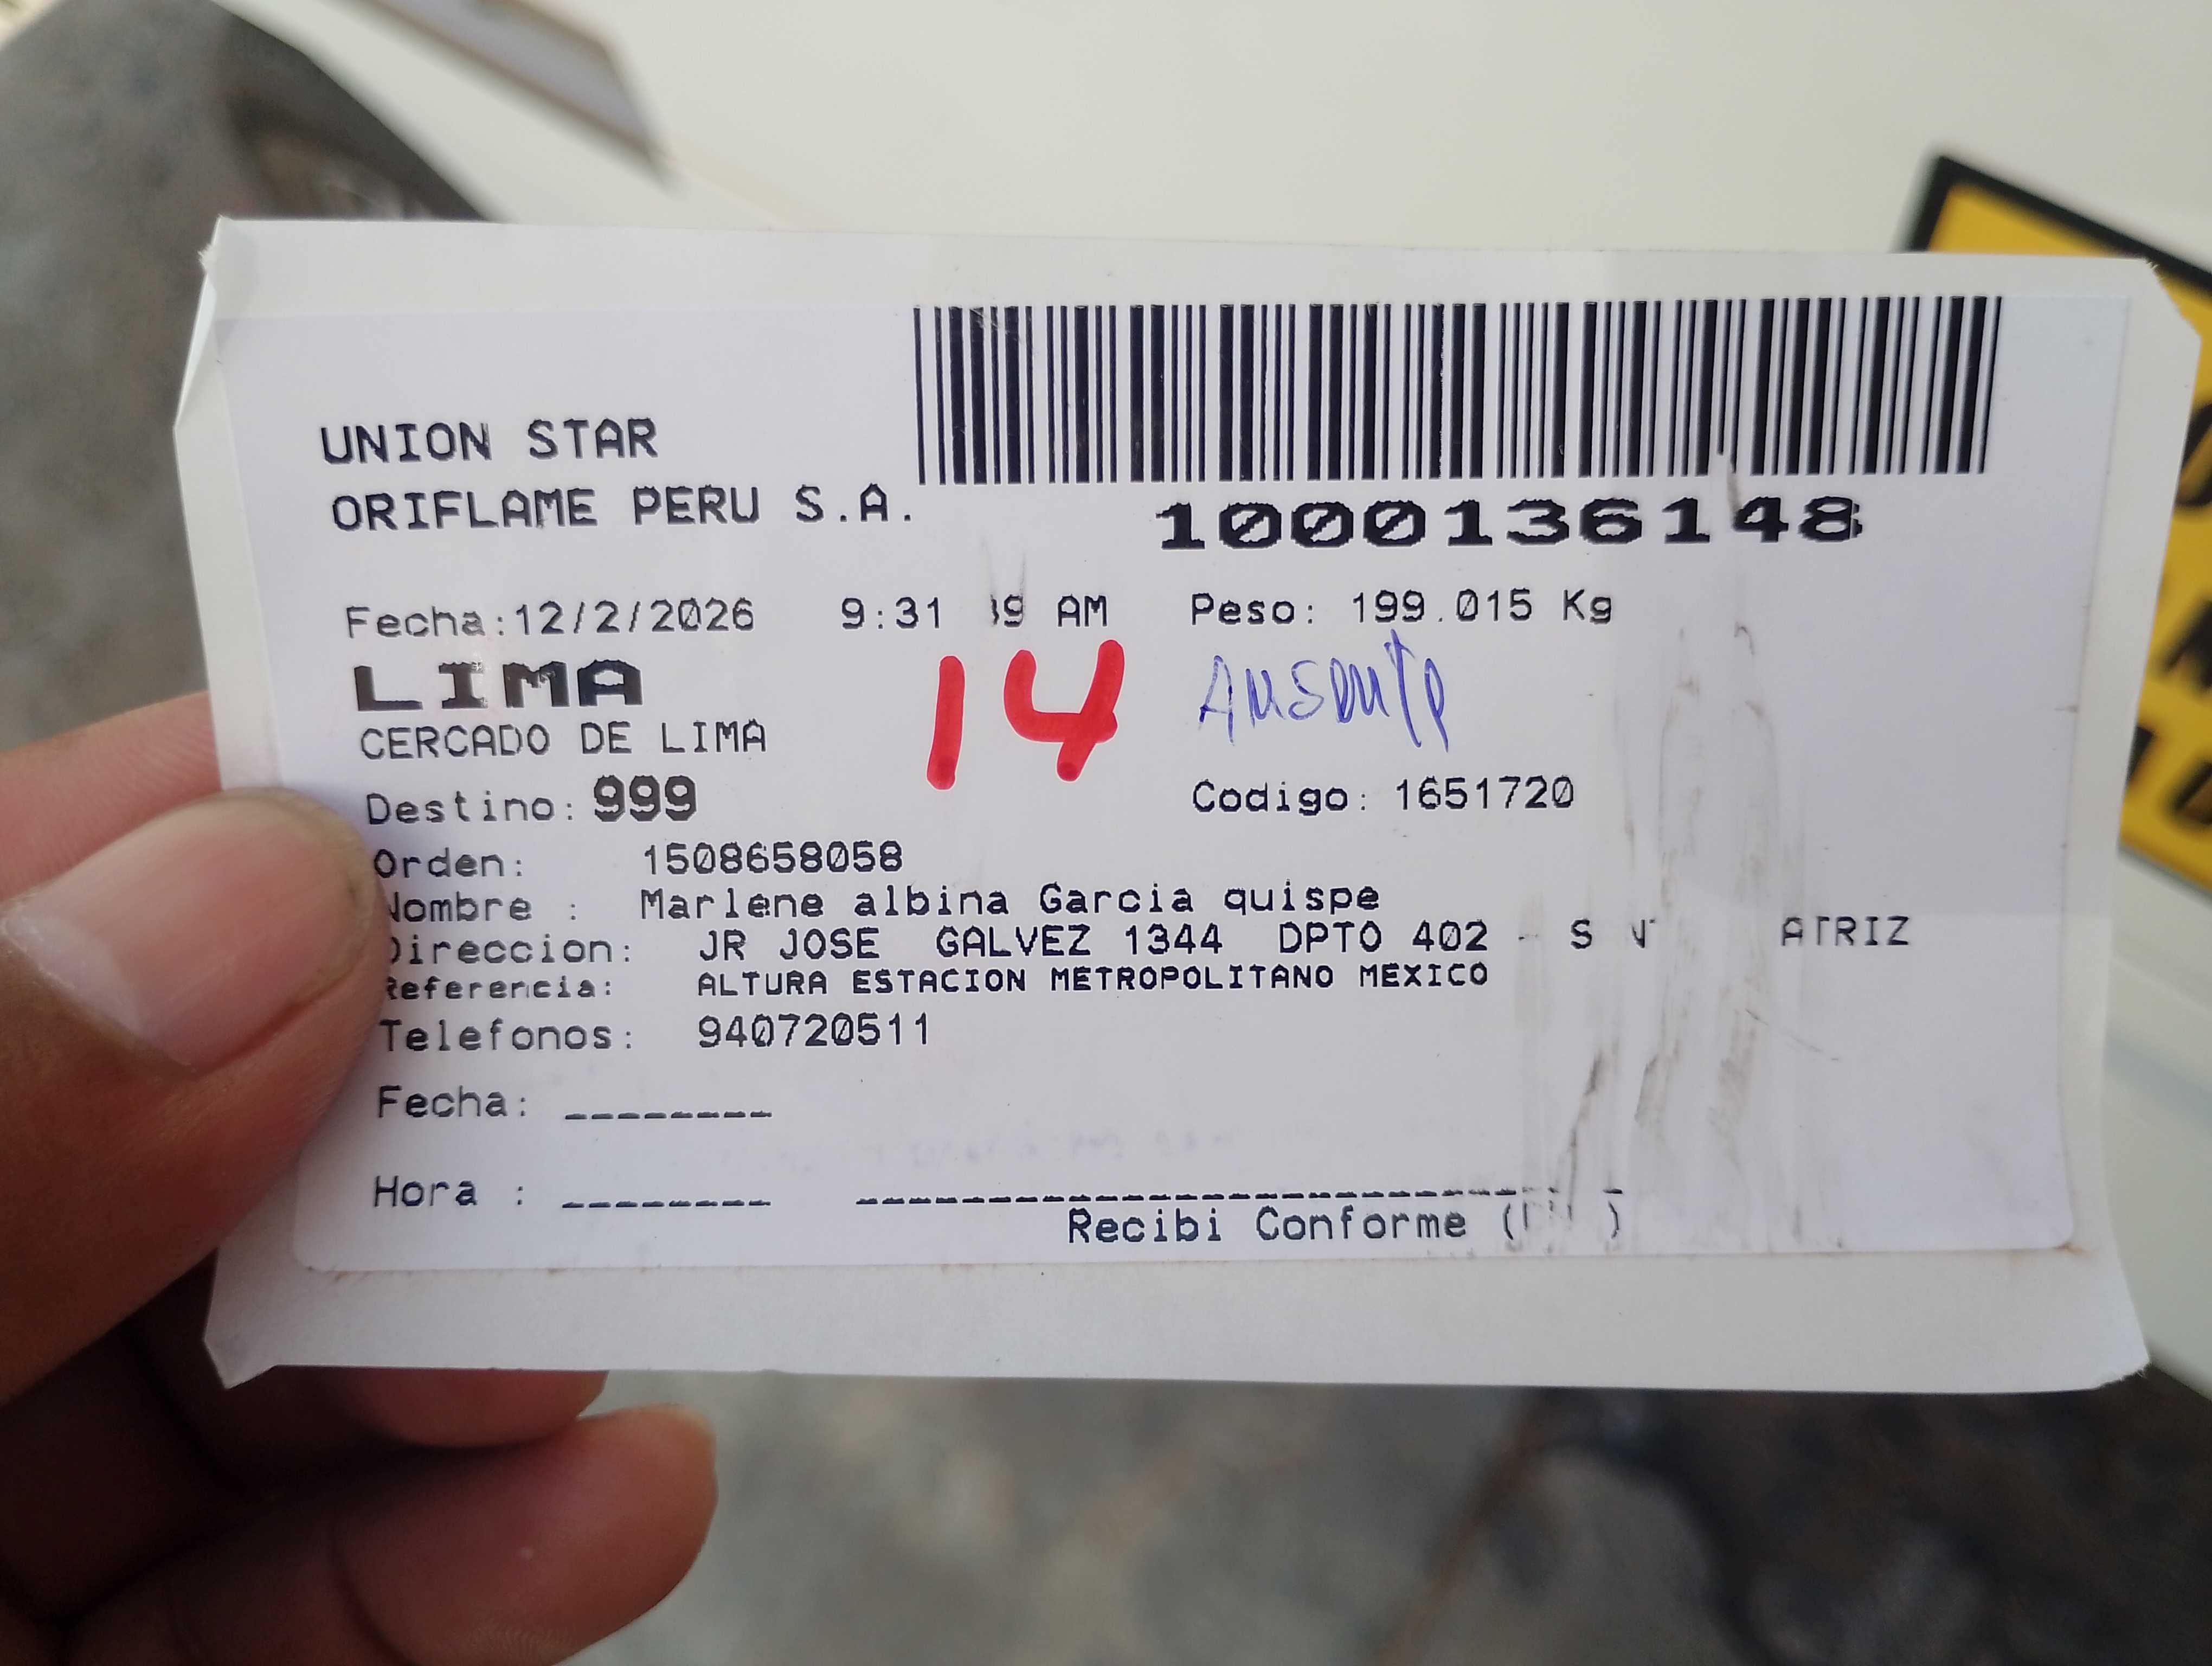 UNION STAR
ORIFLAME PERU S.A.
1000136148
Fecha:12/2/2026 9:31 AM Peso: 199.015 Kg
LIMA 14
CERCADO DE LIMA
Destino: 999 Codigo: 1651720
Orden: 1508658058
Nombre : Marlene albina Garcia quispe
Direccion: JR JOSE GALVEZ 1344 DPTO 402 -
Referencia: ALTURA ESTACION METROPOLITANO MEXICO
Telefonos: 940720511
Fecha: ________
Hora : ________
Recibi Conforme